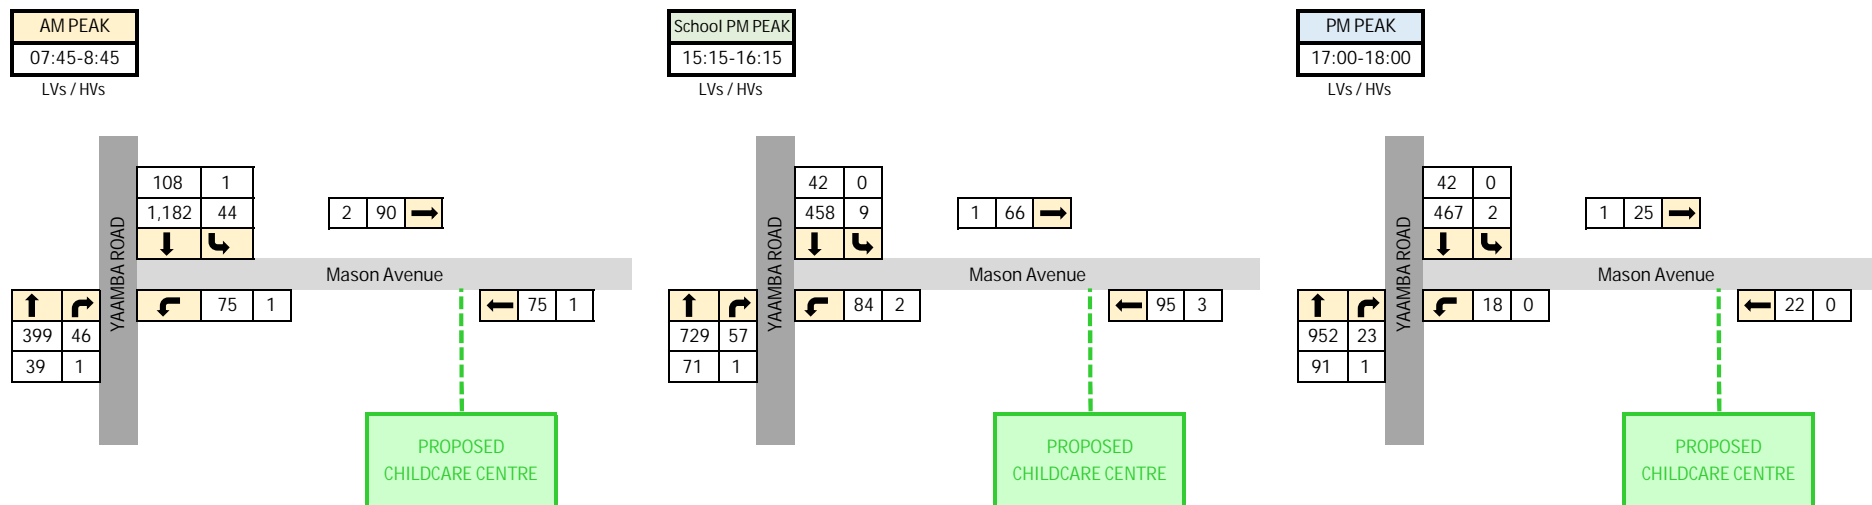 AM PEAK
07:45-8:45
LVs / HVs
108 1
1,182 44
2 90
YAAMBA ROAD
Mason Avenue
75 1
75 1
399 46
39 1
PROPOSED
CHILDCARE CENTRE
School PM PEAK
15:15-16:15
LVs / HVs
42 0
458 9
1 66
YAAMBA ROAD
Mason Avenue
84 2
95 3
729 57
71 1
PROPOSED
CHILDCARE CENTRE
PM PEAK
17:00-18:00
LVs / HVs
42 0
467 2
1 25
YAAMBA ROAD
Mason Avenue
18 0
22 0
952 23
91 1
PROPOSED
CHILDCARE CENTRE